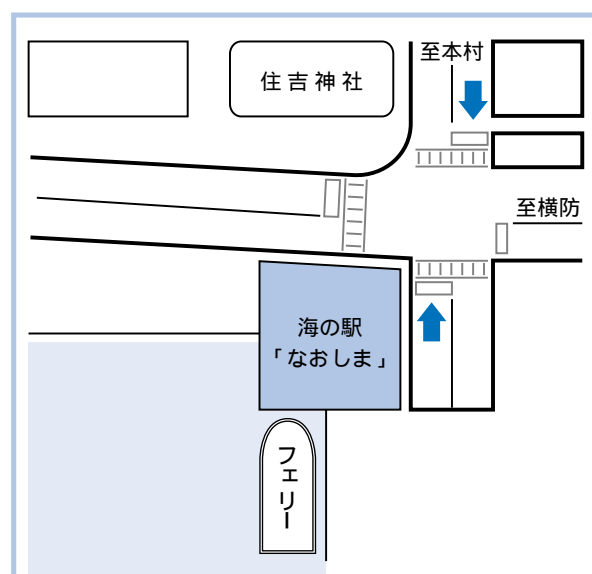 至本村
住吉神社
至横防
海の駅
「なおしま」
フェリー